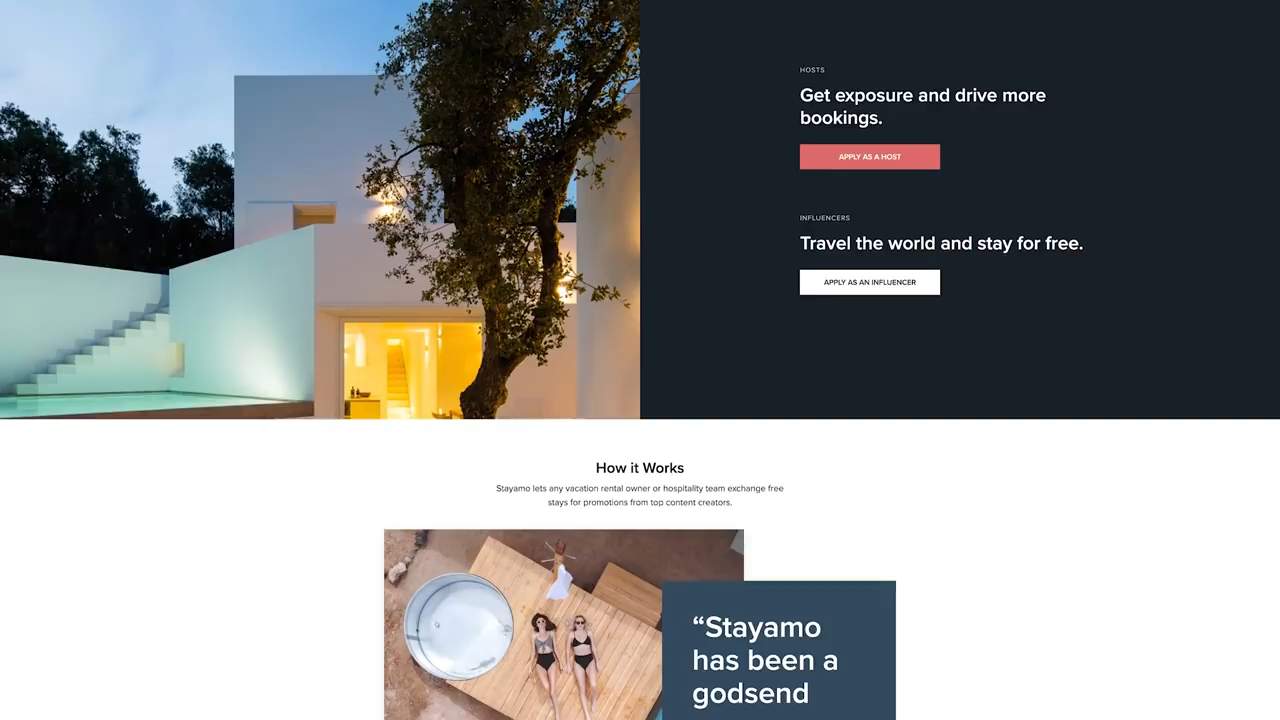 HOSTS
Get exposure and drive more
bookings.
APPLY AS A HOST
INFLUENCERS
Travel the world and stay for free.
APPLY AS AN INFLUENCER
How it Works
Stayamo lets any vacation rental owner or hospitality team exchange free
stays for promotions from top content creators.
“Stayamo
has been a
godsend